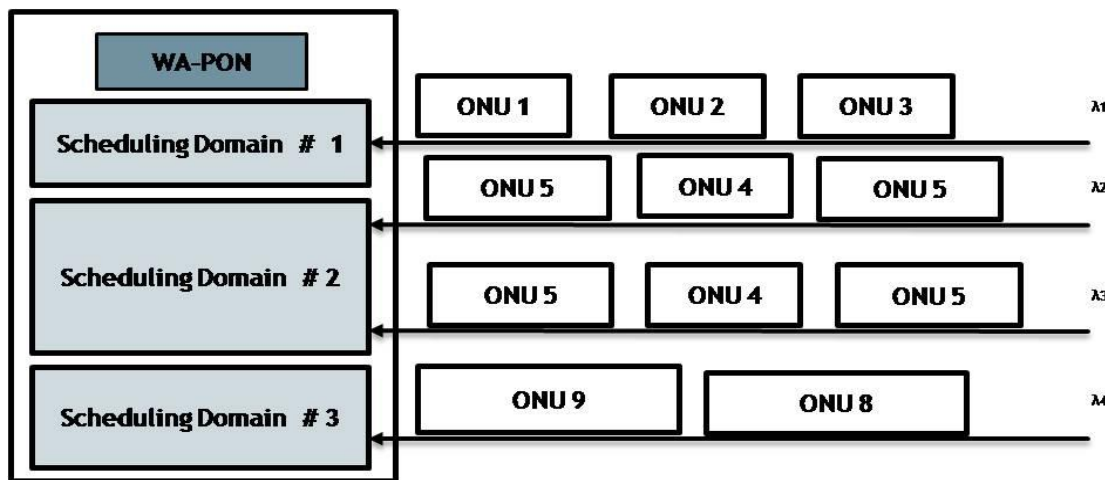 WA-PON
Scheduling Domain # 1
ONU 1 ONU 2 ONU 3 λ1
ONU 5 ONU 4 ONU 5 λ2
Scheduling Domain # 2
ONU 5 ONU 4 ONU 5 λ3
Scheduling Domain # 3
ONU 9 ONU 8 λ4